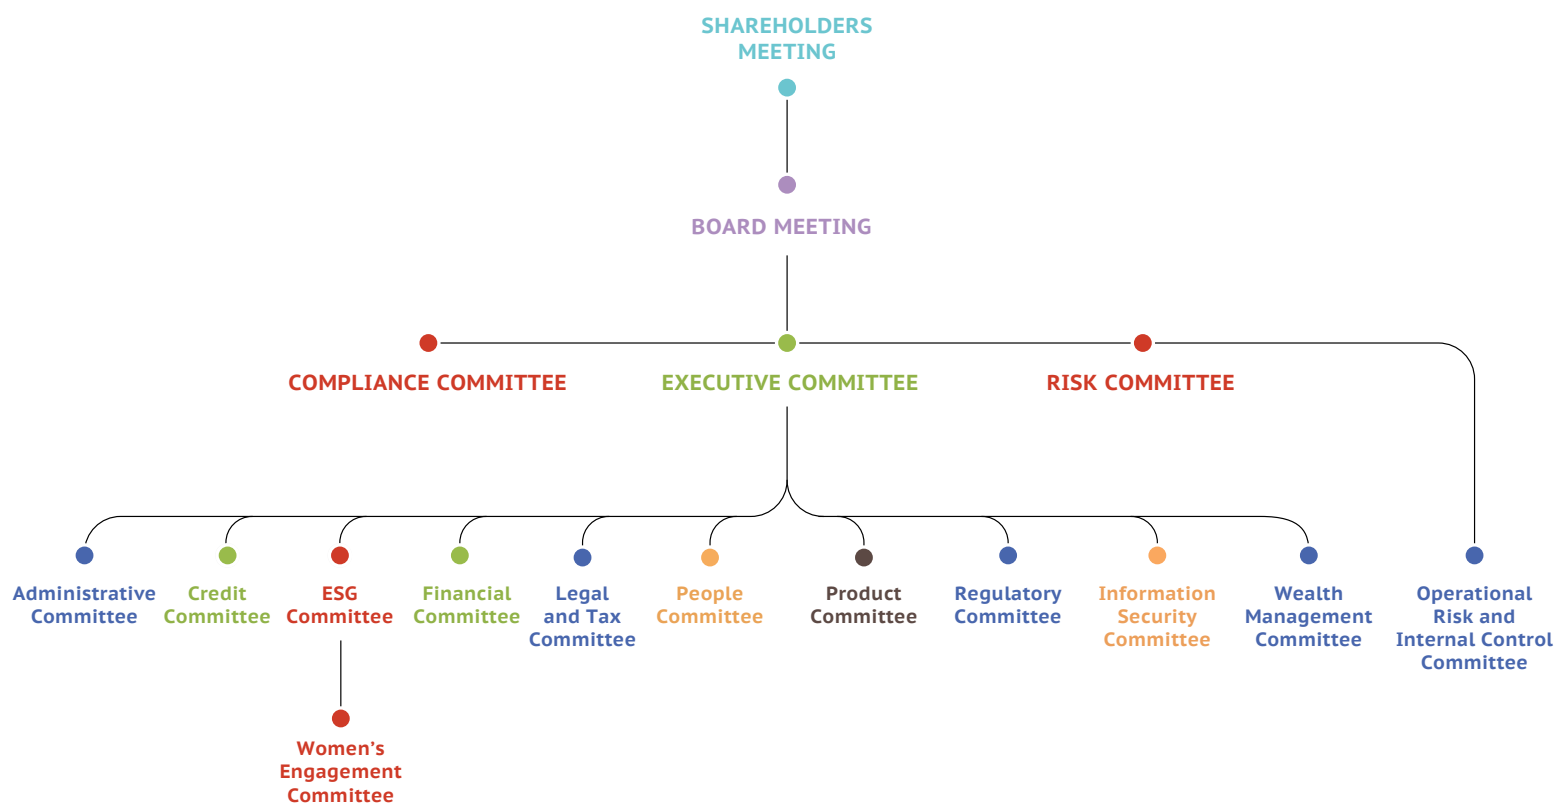 SHAREHOLDERS
MEETING
BOARD MEETING
COMPLIANCE COMMITTEE
EXECUTIVE COMMITTEE
RISK COMMITTEE
Administrative
Committee
Credit
Committee
ESG
Committee
Financial
Committee
Legal
and Tax
Committee
People
Committee
Product
Committee
Regulatory
Committee
Information
Security
Committee
Wealth
Management
Committee
Operational
Risk and
Internal Control
Committee
Women’s
Engagement
Committee